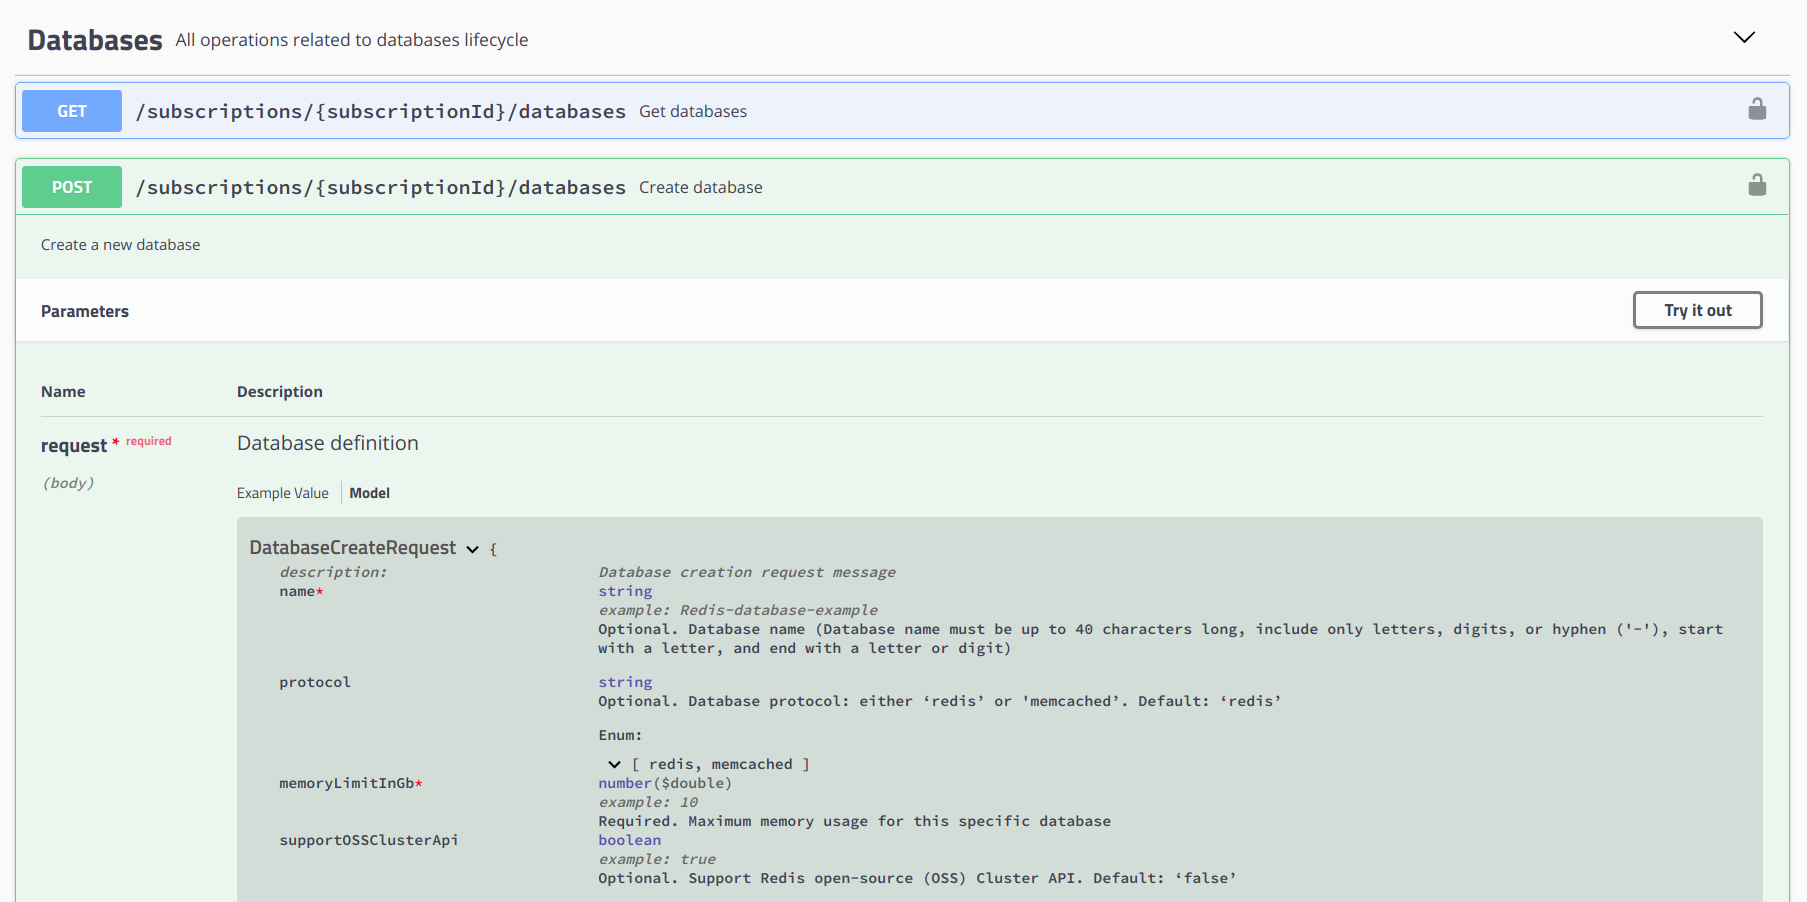 Databases All operations related to databases lifecycle
GET /subscriptions/{subscriptionId}/databases Get databases
POST /subscriptions/{subscriptionId}/databases Create database
Create a new database
Parameters Try it out
Name Description
request * required Database definition
(body)
Example Value Model
DatabaseCreateRequest {
description: Database creation request message
name* string
example: Redis-database-example
Optional. Database name (Database name must be up to 40 characters long, include only letters, digits, or hyphen ('-'), start
with a letter, and end with a letter or digit)
protocol string
Optional. Database protocol: either ‘redis’ or 'memcached’. Default: ‘redis’
Enum:
[ redis, memcached ]
memoryLimitInGb* number($double)
example: 10
Required. Maximum memory usage for this specific database
supportOSSClusterApi boolean
example: true
Optional. Support Redis open-source (OSS) Cluster API. Default: ‘false’